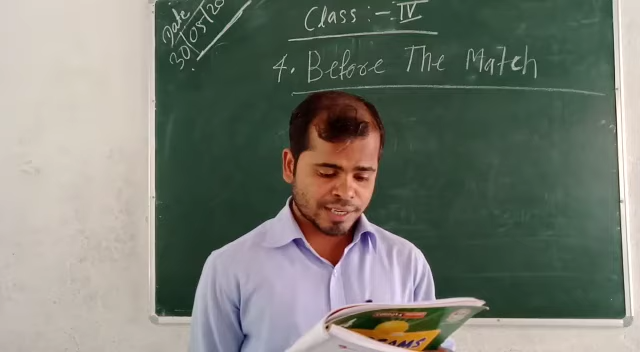 Date
30/05/20
Class :- IV
4. Before The Match